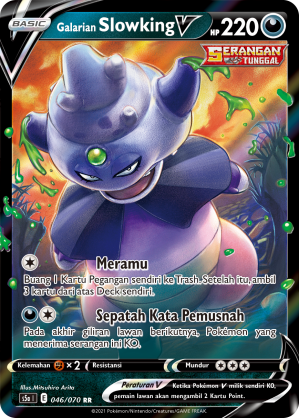 BASIC
Galarian Slowking V HP 220
SERANGAN TUNGGAL
Meramu
Buang 1 Kartu Pegangan sendiri ke Trash. Setelah itu, ambil
3 kartu dari atas Deck sendiri.
Sepatah Kata Pemusnah
Pada akhir giliran lawan berikutnya, Pokémon yang
menerima serangan ini KO.
Kelemahan × 2 Resistansi Mundur
Illus. Mitsuhiro Arita
Peraturan V Ketika Pokémon V milik sendiri KO,
pemain lawan akan mengambil 2 Kartu Point.
s5a I E 046/070 RR
©2021 Pokémon/Nintendo/Creatures/GAME FREAK.